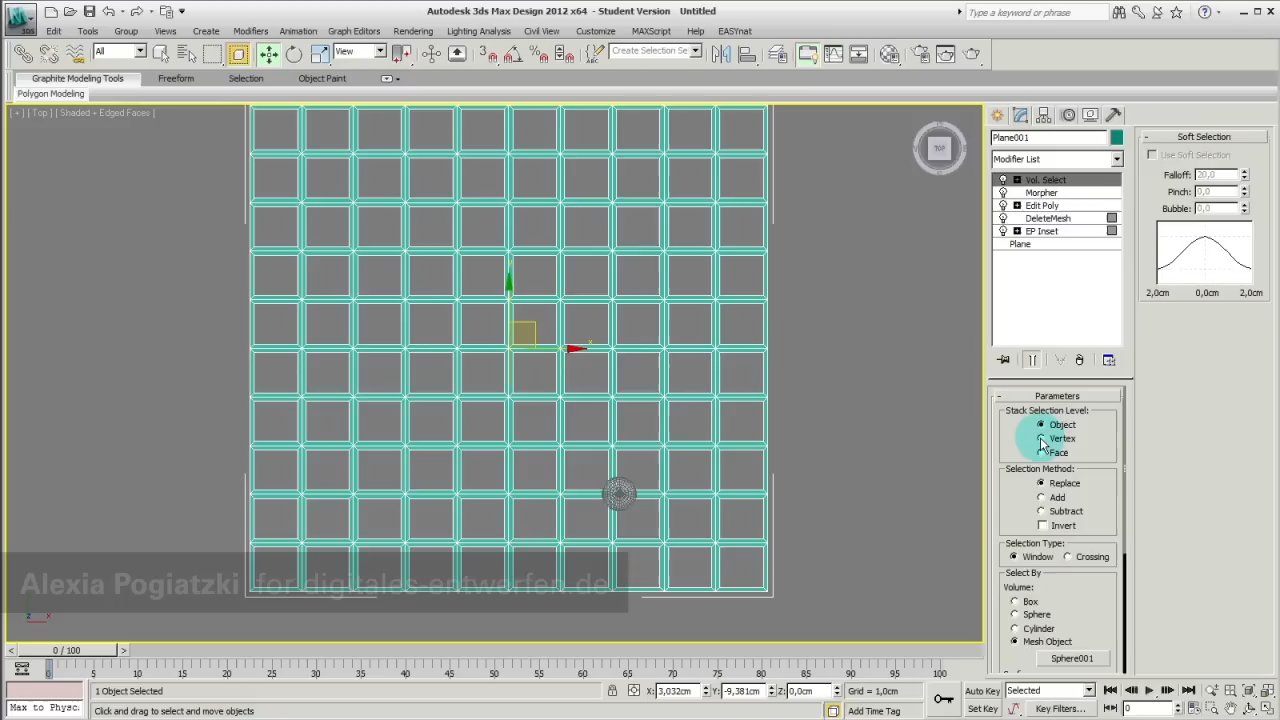 Autodesk 3ds Max Design 2012 x64 - Student Version Untitled
Type a keyword or phrase
Edit Tools Group Views Create Modifiers Animation Graph Editors Rendering Lighting Analysis Civil View Customize MAXScript Help EASYnat
All View Create Selection Se
Graphite Modeling Tools Freeform Selection Object Paint
Polygon Modeling
[ + ] [ Top ] [ Shaded + Edged Faces ]
TOP
Plane001
Modifier List
Vol. Select
Morpher
Edit Poly
DeleteMesh
EP Inset
Plane
Soft Selection
Use Soft Selection
Falloff: 20,0
Pinch: 0,0
Bubble: 0,0
2,0cm 0,0cm 2,0cm
Parameters
Stack Selection Level:
Object
Vertex
Face
Selection Method:
Replace
Add
Subtract
Invert
Selection Type:
Window Crossing
Select By
Volume:
Box
Sphere
Cylinder
Mesh Object
Sphere001
Alexia Pogiatzki for digitales-entwerfen.de
z x
< 0 / 100 >
0 5 10 15 20 25 30 35 40 45 50 55 60 65 70 75 80 85 90 95 100
1 Object Selected
X: 3,032cm Y: -9,381cm Z: 0,0cm Grid = 1,0cm
Auto Key Selected
Max to Physc
Click and drag to select and move objects
Add Time Tag
Set Key Key Filters... 0